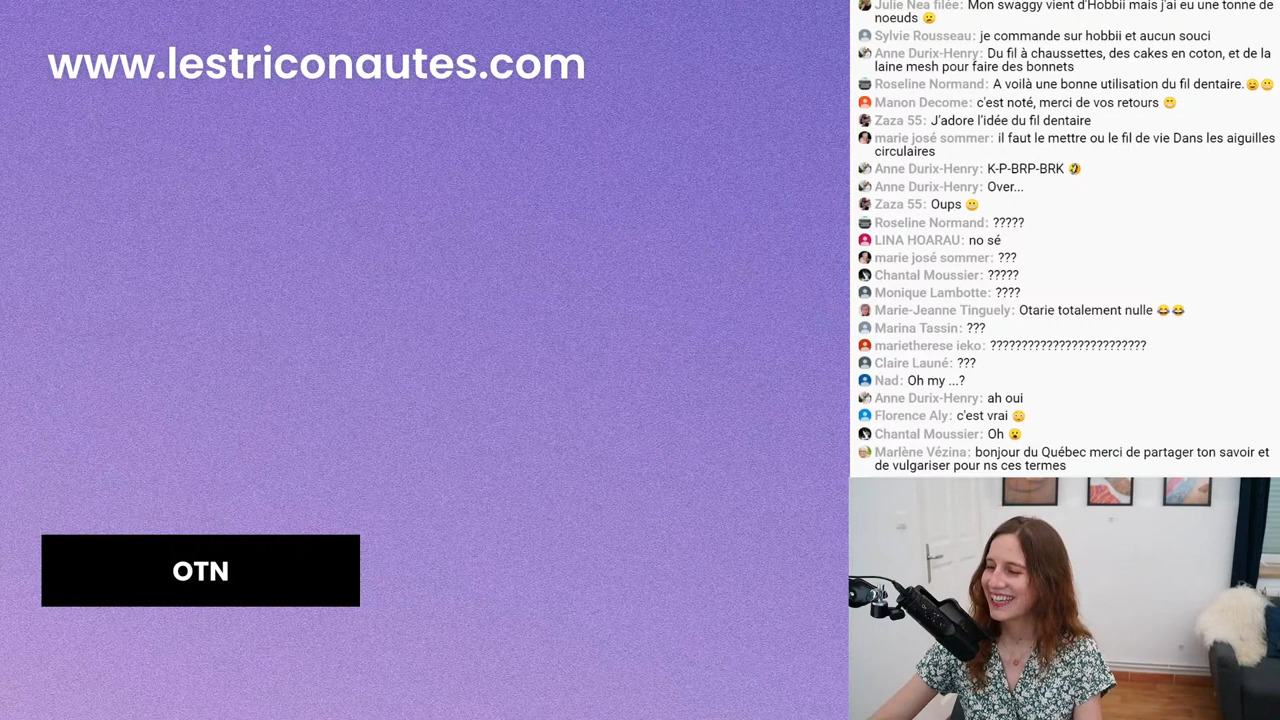 www.lestriconautes.com
OTN
Julie Nea filée: Mon swaggy vient d'Hobbii mais j'ai eu une tonne de
noeuds 😧
Sylvie Rousseau: je commande sur hobbii et aucun souci
Anne Durix-Henry: Du fil à chaussettes, des cakes en coton, et de la
laine mesh pour faire des bonnets
Roseline Normand: A voilà une bonne utilisation du fil dentaire.😉😬
Manon Decome: c'est noté, merci de vos retours 😁
Zaza 55: J’adore l’idée du fil dentaire
marie josé sommer: il faut le mettre ou le fil de vie Dans les aiguilles
circulaires
Anne Durix-Henry: K-P-BRP-BRK 🤣
Anne Durix-Henry: Over...
Zaza 55: Oups 😬
Roseline Normand: ?????
LINA HOARAU: no sé
marie josé sommer: ???
Chantal Moussier: ?????
Monique Lambotte: ????
Marie-Jeanne Tinguely: Otarie totalement nulle 😂😂
Marina Tassin: ???
marietherese ieko: ?????????????????????????
Claire Launé: ???
Nad: Oh my ...?
Anne Durix-Henry: ah oui
Florence Aly: c'est vrai 😳
Chantal Moussier: Oh 😮
Marlène Vézina: bonjour du Québec merci de partager ton savoir et
de vulgariser pour ns ces termes